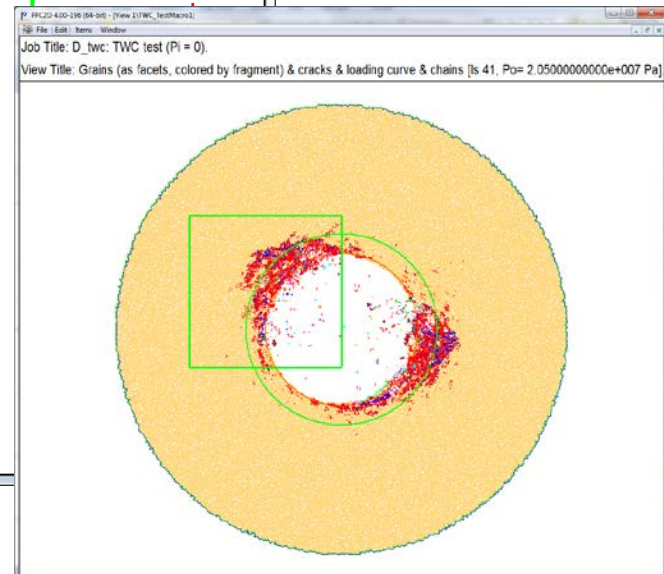 PFC2D 4.00-196 (64-bit) - [View 1\TWC_TestMacro1]
File Edit Items Window
Job Title: D_twc: TWC test (Pi = 0).
View Title: Grains (as facets, colored by fragment) & cracks & loading curve & chains [ls 41, Po= 2.05000000000e+007 Pa]